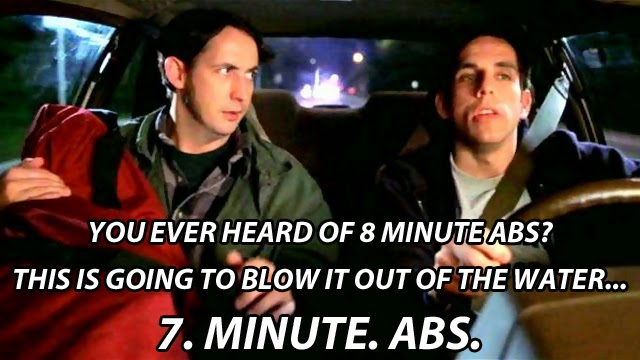 YOU EVER HEARD OF 8 MINUTE ABS?
THIS IS GOING TO BLOW IT OUT OF THE WATER...
7. MINUTE. ABS.